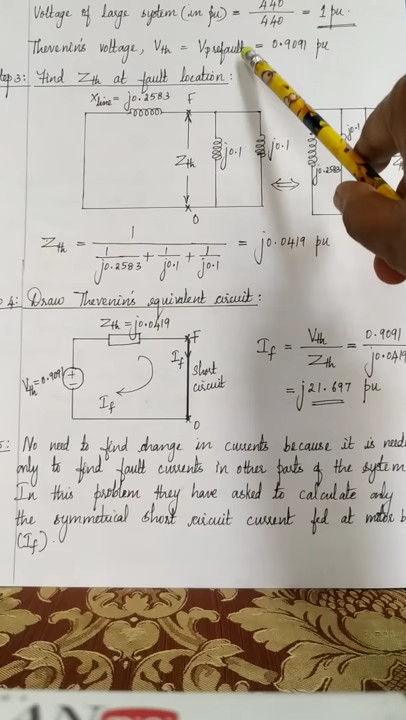 Voltage of large system (in pu) = 440/440 = 1 pu.
Thevenin's voltage, Vth = Vprefault = 0.9091 pu
tep3: Find Zth at fault location:
Xline = j0.2583 F
Zth j0.1 j0.1 ⇔ j0.2583 j0.1
O
Zth = 1 / (1/j0.2583 + 1/j0.1 + 1/j0.1) = j0.0419 pu
4: Draw Thevenin's equivalent circuit:
Zth = j0.0419 F
Vth = 0.9091 If If short circuit
O
If = Vth/Zth = 0.9091/j0.0419
= j21.697 pu
5: No need to find change in currents because it is need
only to find fault currents in other parts of the system
In this problem they have asked to calculate only
the symmetrical short circuit current fed at motor b
(If).